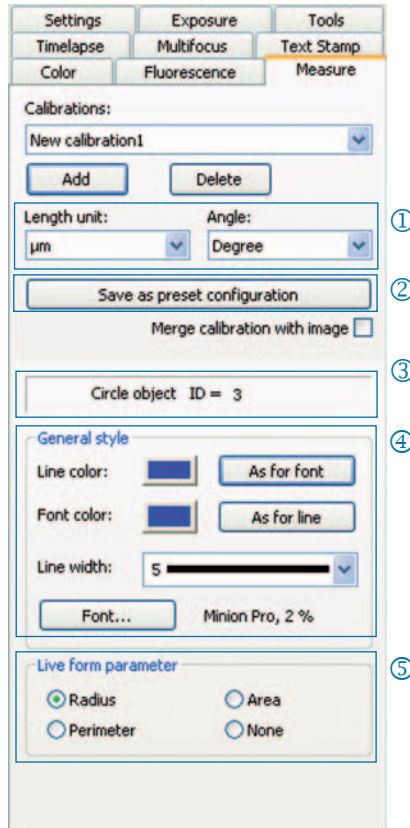 Settings Exposure Tools
Timelapse Multifocus Text Stamp
Color Fluorescence Measure
Calibrations:
New calibration1
Add Delete
Length unit: Angle:
µm Degree
①
Save as preset configuration
②
Merge calibration with image
③
Circle object ID = 3
General style
④
Line color: As for font
Font color: As for line
Line width: 5
Font... Minion Pro, 2 %
Live form parameter
⑤
Radius Area
Perimeter None